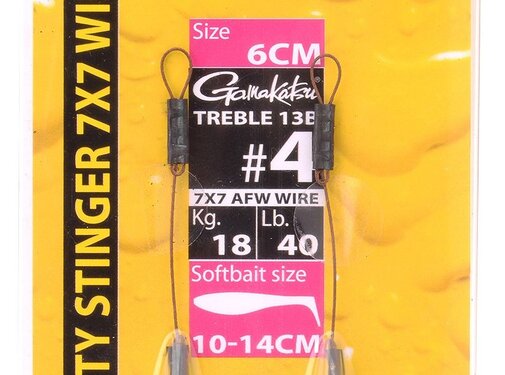 TY STINGER 7X7 WI
Size
6CM
Gamakatsu
TREBLE 13B
#4
7X7 AFW WIRE
Kg. Lb.
18 40
Softbait size
10-14CM